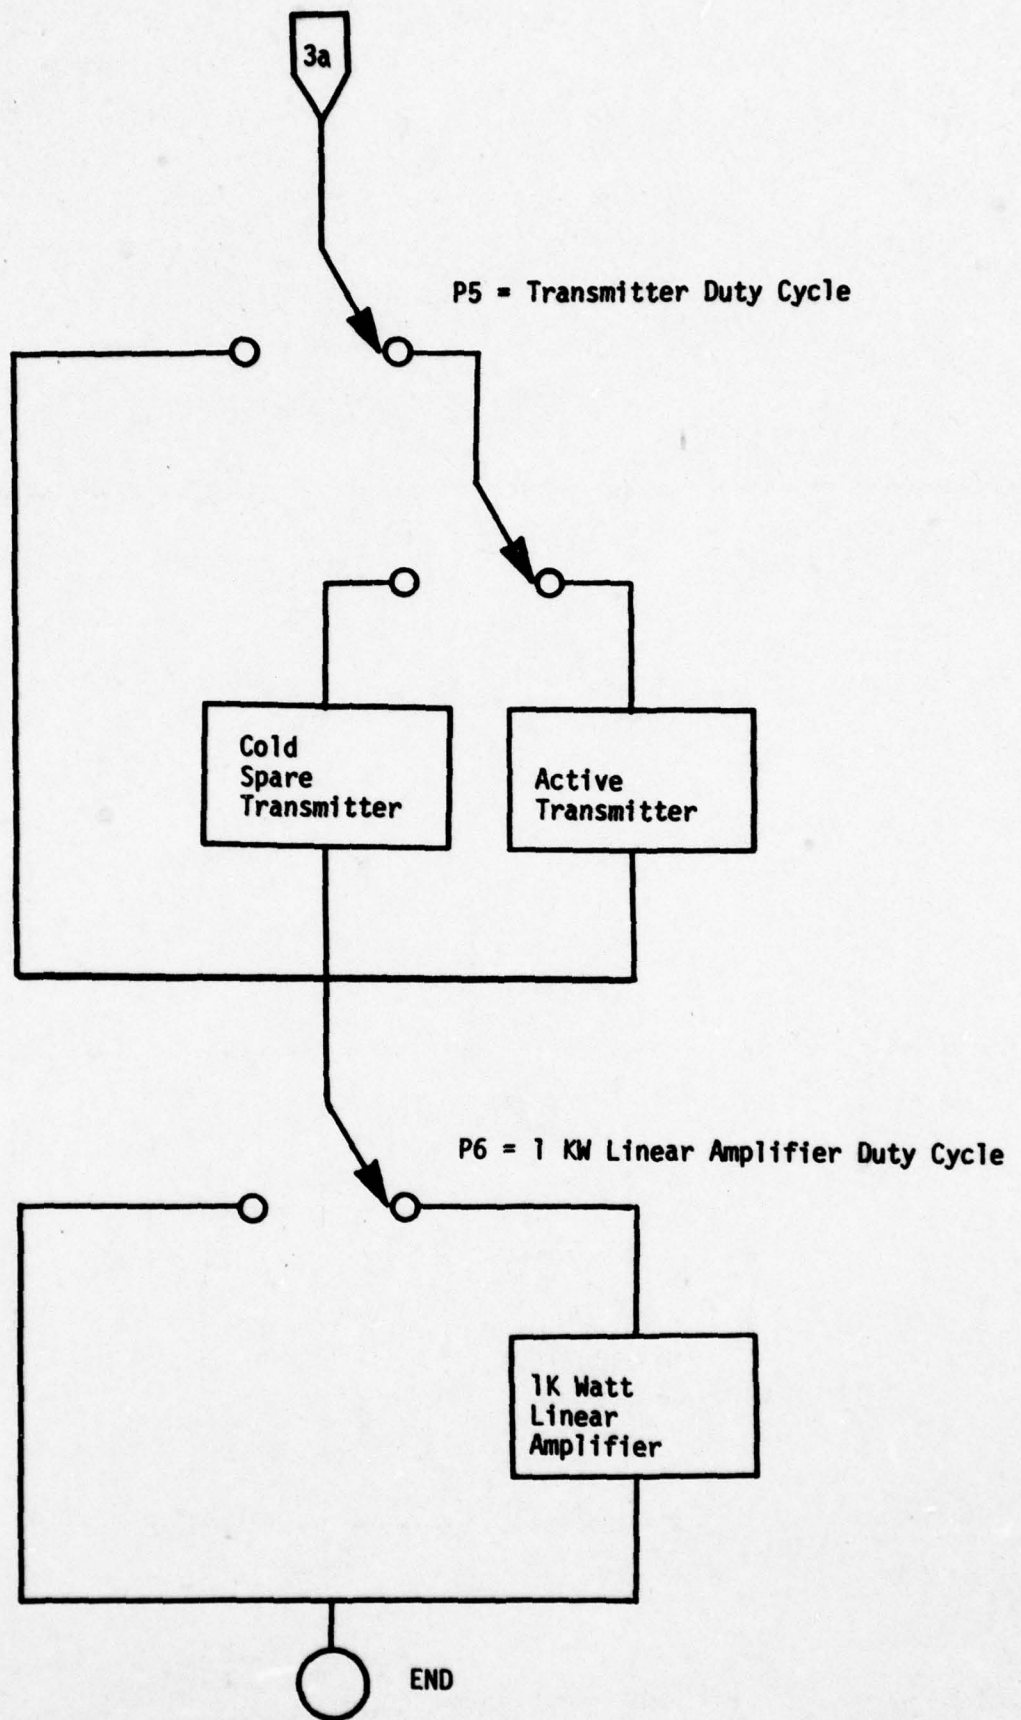 3a
P5 = Transmitter Duty Cycle
Cold
Spare
Transmitter
Active
Transmitter
P6 = 1 KW Linear Amplifier Duty Cycle
1K Watt
Linear
Amplifier
END